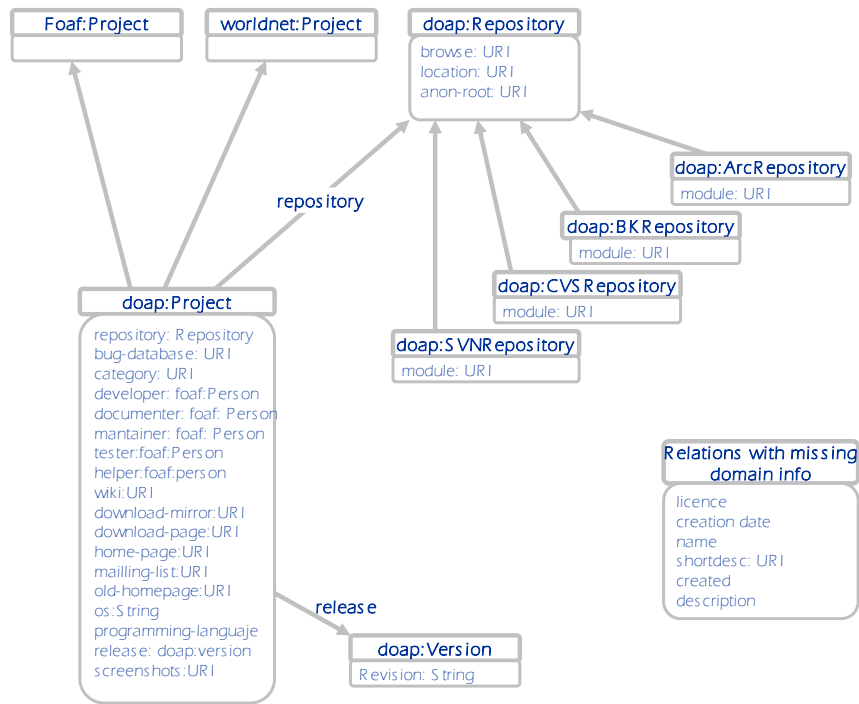 Foaf:Project
worldnet:Project
doap:Repository
browse: URI
location: URI
anon-root: URI
doap:ArcRepository
module: URI
repository
doap:BKRepository
module: URI
doap:CVSRepository
module: URI
doap:Project
doap:SVNRepository
module: URI
repository: Repository
bug-database: URI
category: URI
developer: foaf:Person
documenter: foaf: Person
mantainer: foaf: Person
tester:foaf:Person
helper:foaf:person
wiki:URI
download-mirror:URI
download-page:URI
home-page:URI
mailling-list:URI
old-homepage:URI
os:String
programming-languaje
release: doap:version
screenshots:URI
Relations with missing
domain info
licence
creation date
name
shortdesc: URI
created
description
release
doap:Version
Revision: String